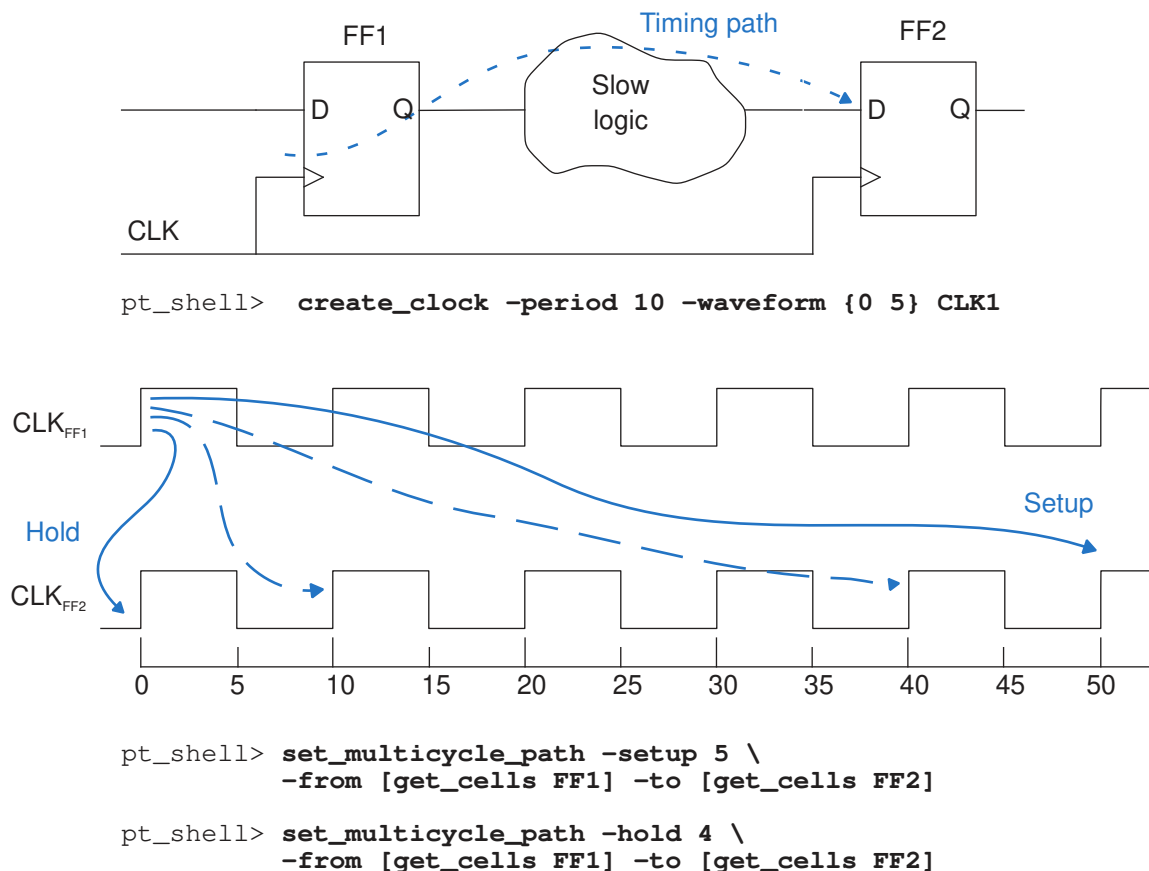 Timing path
FF1
FF2
Slow
logic
D
Q
D
Q
CLK
pt_shell> create_clock -period 10 -waveform {0 5} CLK1
CLKFF1
Setup
Hold
CLKFF2
0 5 10 15 20 25 30 35 40 45 50
pt_shell> set_multicycle_path -setup 5 \
-from [get_cells FF1] -to [get_cells FF2]
pt_shell> set_multicycle_path -hold 4 \
-from [get_cells FF1] -to [get_cells FF2]